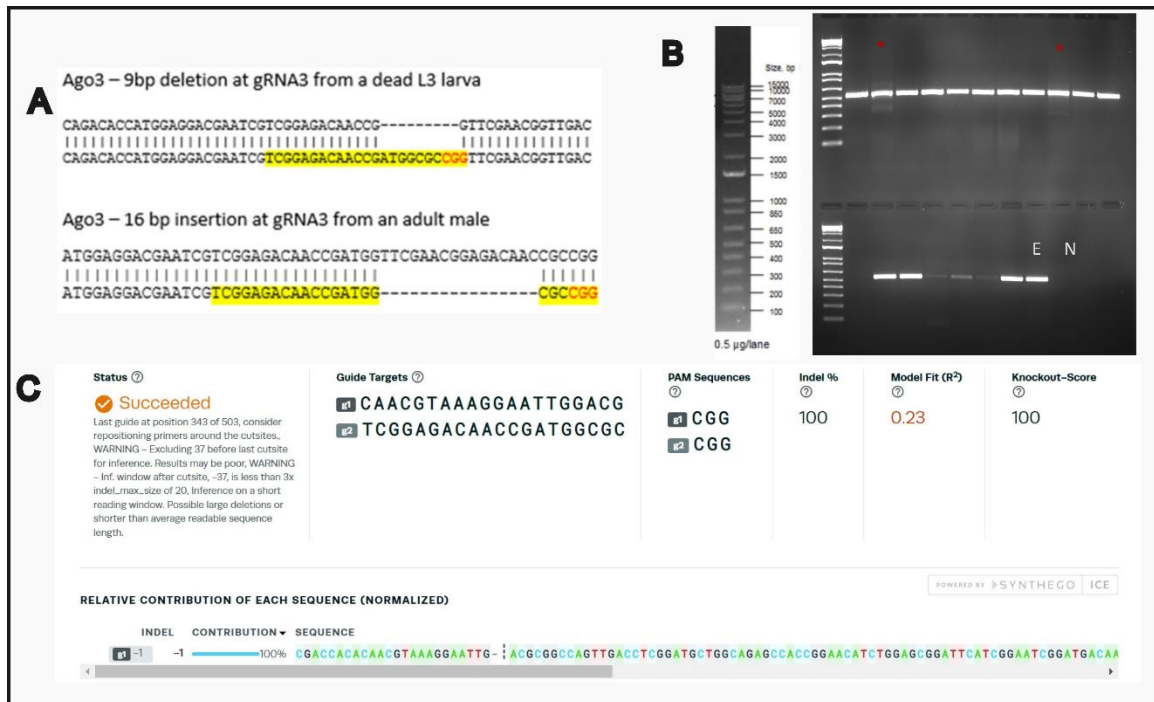 A
Ago3 – 9bp deletion at gRNA3 from a dead L3 larva
CAGACACCATGGAGGACGAATCGTCGGAGACAACCG---------GTTCGAACGGTTGAC
CAGACACCATGGAGGACGAATCGTCGGAGACAACCGATGGCGCCGGTTCGAACGGTTGAC
Ago3 – 16 bp insertion at gRNA3 from an adult male
ATGGAGGACGAATCGTCGGAGACAACCGATGGTTCGAACGGAGACAACCGCCGG
ATGGAGGACGAATCGTCGGAGACAACCGATGG----------------CGCCGG
B
Size, bp
15000
10000
7000
5000
4000
3000
2000
1500
1000
850
650
500
400
300
200
100
0.5 µg/lane
* *
E N
C
Status
Succeeded
Last guide at position 343 of 503, consider
repositioning primers around the cutsites.,
WARNING – Excluding 37 before last cutsite
for inference. Results may be poor, WARNING
– Inf. window after cutsite, -37, is less than 3x
indel_max_size of 20, Inference on a short
reading window. Possible large deletions or
shorter than average readable sequence
length.
Guide Targets
g1 CAACGTAAAGGAATTGGACG
g2 TCGGAGACAACCGATGGCGC
PAM Sequences
g1 CGG
g2 CGG
Indel %
100
Model Fit (R²)
0.23
Knockout-Score
100
POWERED BY SYNTHEGO ICE
RELATIVE CONTRIBUTION OF EACH SEQUENCE (NORMALIZED)
INDEL CONTRIBUTION SEQUENCE
g1 -1 -1 100% CGACCACACAACGTAAAGGAATTG-¦ACGCGGCCAGTTGACCTCGGATGCTGGCAGAGCCACCGGAACATCTGGAGCGGATTCATCGGAATCGGATGACAA